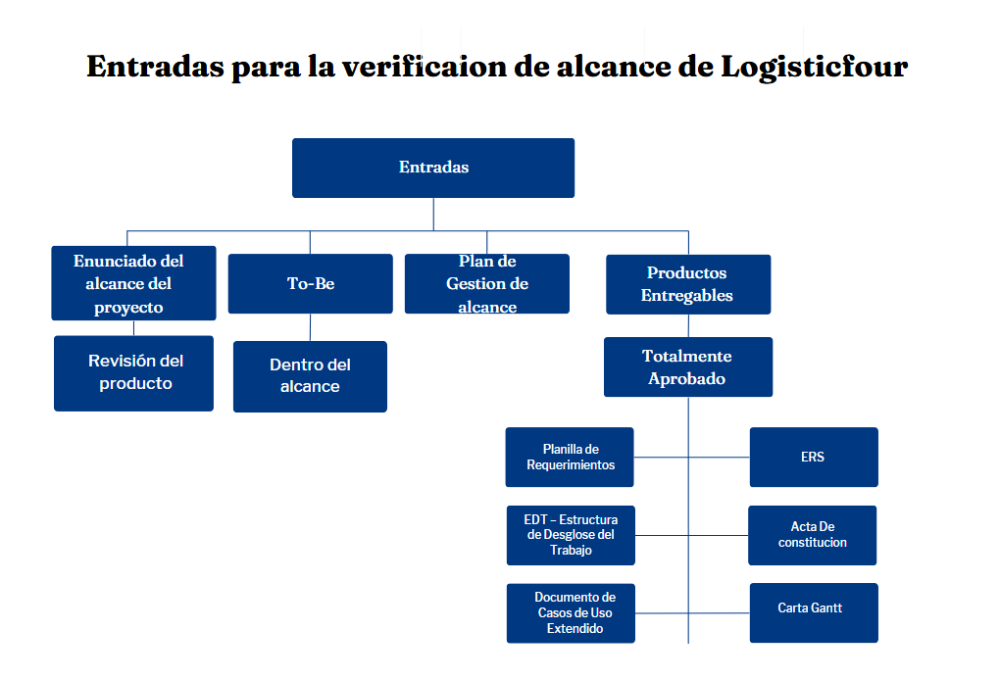 Entradas para la verificaion de alcance de Logisticfour
Entradas
Enunciado del
alcance del
proyecto
To-Be
Plan de
Gestion de
alcance
Productos
Entregables
Revisión del
producto
Dentro del
alcance
Totalmente
Aprobado
Planilla de
Requerimientos
ERS
EDT – Estructura
de Desglose del
Trabajo
Acta De
constitucion
Documento de
Casos de Uso
Extendido
Carta Gantt